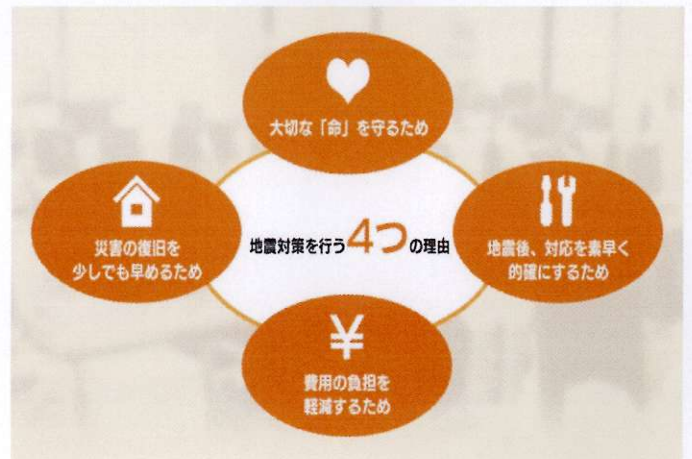 大切な「命」を守るため
災害の復旧を
少しでも早めるため
地震対策を行う4つの理由
地震後、対応を素早く
的確にするため
¥
費用の負担を
軽減するため